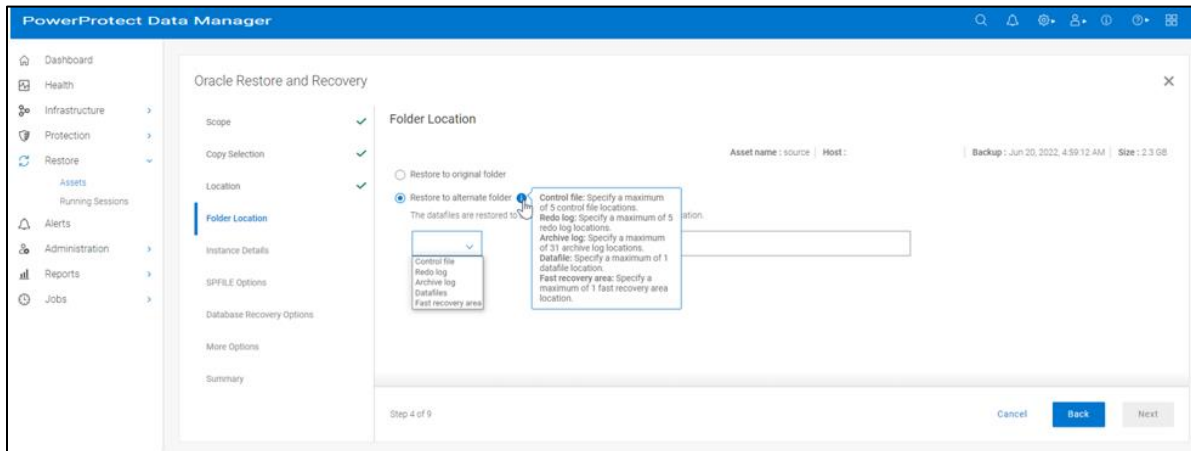 PowerProtect Data Manager
Dashboard
Health
Infrastructure
Protection
Restore
Assets
Running Sessions
Alerts
Administration
Reports
Jobs
Oracle Restore and Recovery
Scope
Copy Selection
Location
Folder Location
Instance Details
SPFILE Options
Database Recovery Options
More Options
Summary
Folder Location
Asset name : source Host : Backup : Jun 20, 2022, 4:59:12 AM Size : 2.3 GB
Restore to original folder
Restore to alternate folder
The datafiles are restored to ation.
Control file
Redo log
Archive log
Datafiles
Fast recovery area
Control file: Specify a maximum
of 5 control file locations.
Redo log: Specify a maximum of 5
redo log locations.
Archive log: Specify a maximum
of 31 archive log locations.
Datafile: Specify a maximum of 1
datafile location.
Fast recovery area: Specify a
maximum of 1 fast recovery area
location.
Step 4 of 9
Cancel
Back
Next